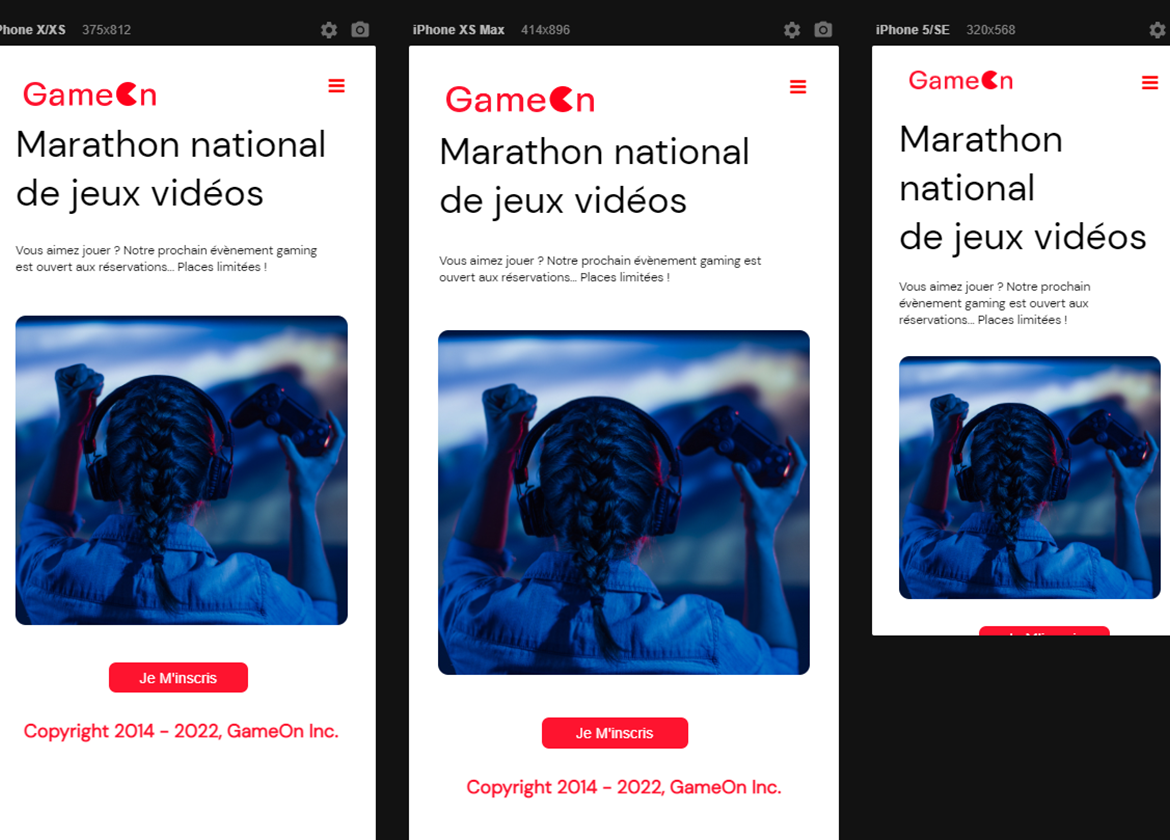 Phone X/XS 375x812
GameOn
Marathon national
de jeux vidéos
Vous aimez jouer ? Notre prochain évènement gaming
est ouvert aux réservations... Places limitées !
Je M'inscris
Copyright 2014 - 2022, GameOn Inc.
iPhone XS Max 414x896
GameOn
Marathon national
de jeux vidéos
Vous aimez jouer ? Notre prochain évènement gaming est
ouvert aux réservations... Places limitées !
Je M'inscris
Copyright 2014 - 2022, GameOn Inc.
iPhone 5/SE 320x568
GameOn
Marathon
national
de jeux vidéos
Vous aimez jouer ? Notre prochain
évènement gaming est ouvert aux
réservations... Places limitées !